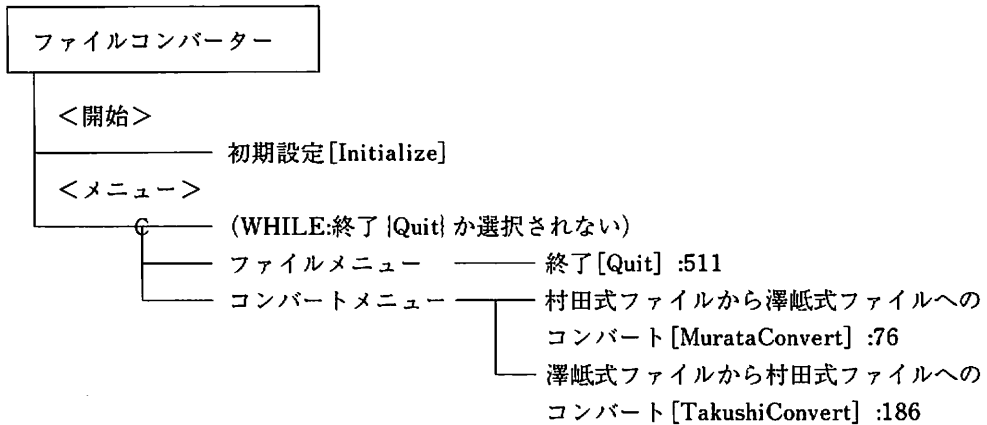 ファイルコンバーター
＜開始＞
初期設定[Initialize]
＜メニュー＞
(WHILE:終了{Quit}か選択されない)
ファイルメニュー 終了[Quit] :511
コンバートメニュー 村田式ファイルから澤岻式ファイルへの
コンバート[MurataConvert] :76
澤岻式ファイルから村田式ファイルへの
コンバート[TakushiConvert] :186